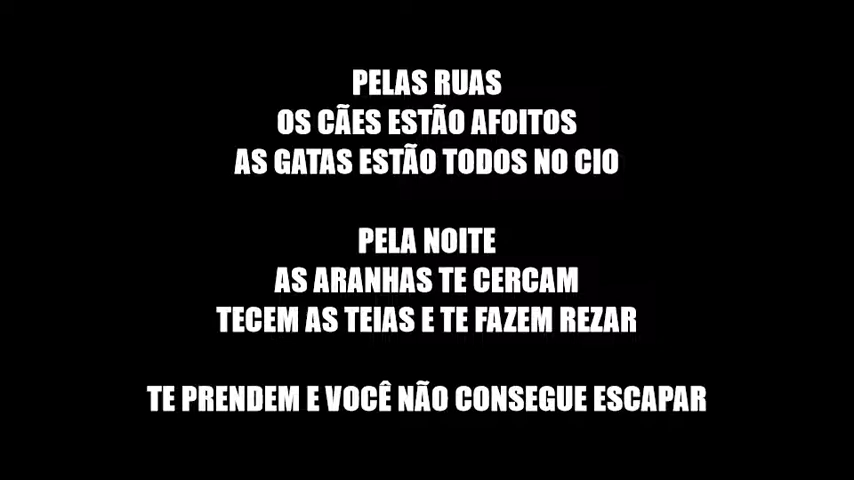 PELAS RUAS
OS CÃES ESTÃO AFOITOS
AS GATAS ESTÃO TODOS NO CIO
PELA NOITE
AS ARANHAS TE CERCAM
TECEM AS TEIAS E TE FAZEM REZAR
TE PRENDEM E VOCÊ NÃO CONSEGUE ESCAPAR